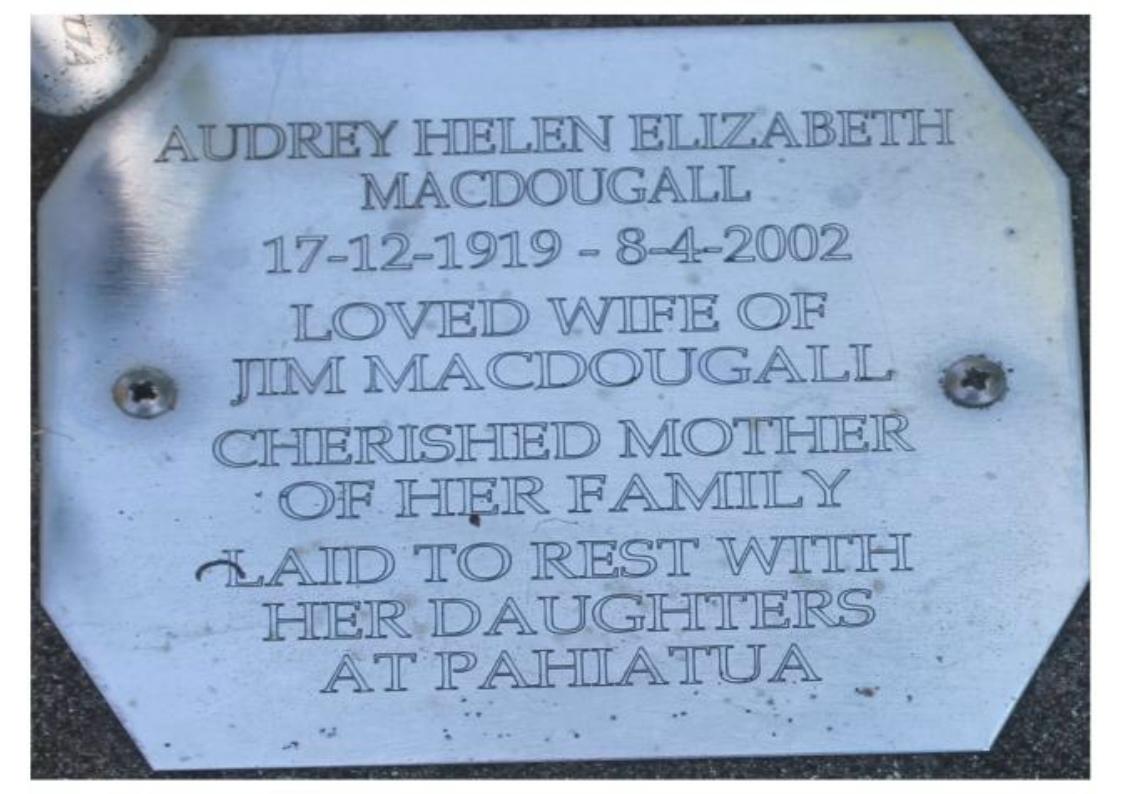 AUDREY HELEN ELIZABETH
MACDOUGALL
17-12-1919 - 8-4-2002
LOVED WIFE OF
JIM MACDOUGALL
CHERISHED MOTHER
OF HER FAMILY
LAID TO REST WITH
HER DAUGHTERS
AT PAHIATUA